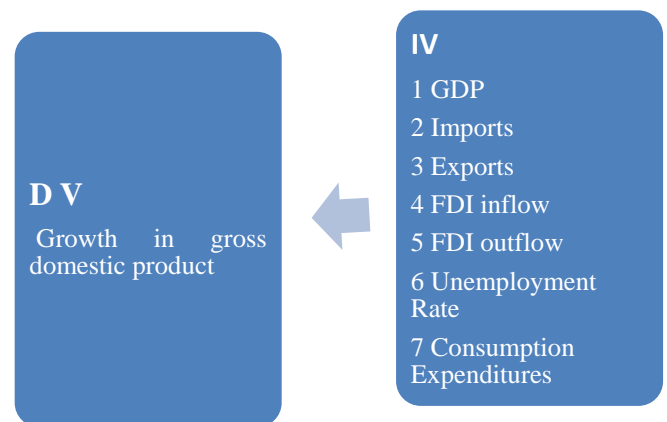 D V
Growth in gross
domestic product
IV
1 GDP
2 Imports
3 Exports
4 FDI inflow
5 FDI outflow
6 Unemployment
Rate
7 Consumption
Expenditures